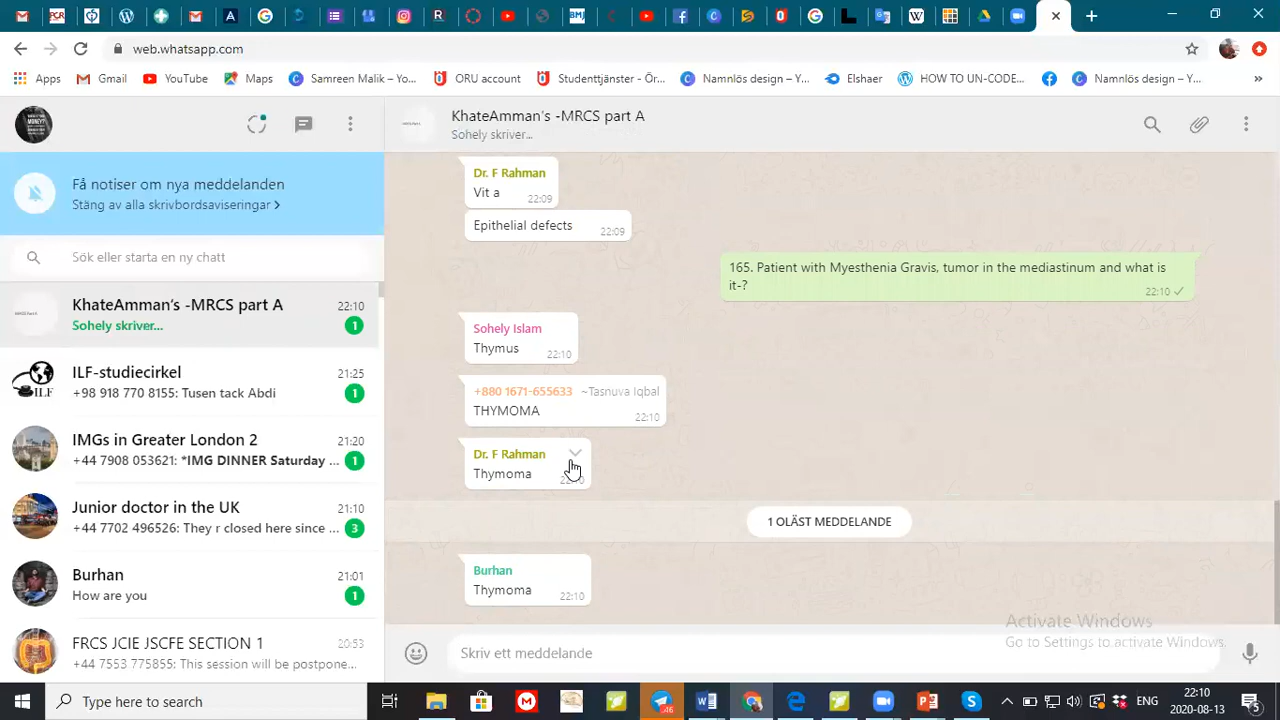 web.whatsapp.com
Apps
Gmail
YouTube
Maps
Samreen Malik – Yo...
ORU account
Studenttjänster - Ör...
Namnlös design – Y...
Elshaer
HOW TO UN-CODE...
Namnlös design – Y...
»
KhateAmman's -MRCS part A
Sohely skriver...
Få notiser om nya meddelanden
Stäng av alla skrivbordsaviseringar >
Sök eller starta en ny chatt
KhateAmman's -MRCS part A 22:10
Sohely skriver... 1
ILF-studiecirkel 21:25
+98 918 770 8155: Tusen tack Abdi 1
IMGs in Greater London 2 21:20
+44 7908 053621: *IMG DINNER Saturday ... 1
Junior doctor in the UK 21:10
+44 7702 496526: They r closed here since ... 3
Burhan 21:01
How are you 1
FRCS JCIE JSCFE SECTION 1 20:53
+44 7553 775855: This session will be postpone...
Dr. F Rahman
Vit a 22:09
Epithelial defects 22:09
165. Patient with Myesthenia Gravis, tumor in the mediastinum and what is
it-?
22:10
Sohely Islam
Thymus 22:10
+880 1671-655633 ~Tasnuva Iqbal
THYMOMA 22:10
Dr. F Rahman
Thymoma
1 OLÄST MEDDELANDE
Burhan
Thymoma 22:10
Skriv ett meddelande
Activate Windows
Go to Settings to activate Windows.
Type here to search
ENG
22:10
2020-08-13
5